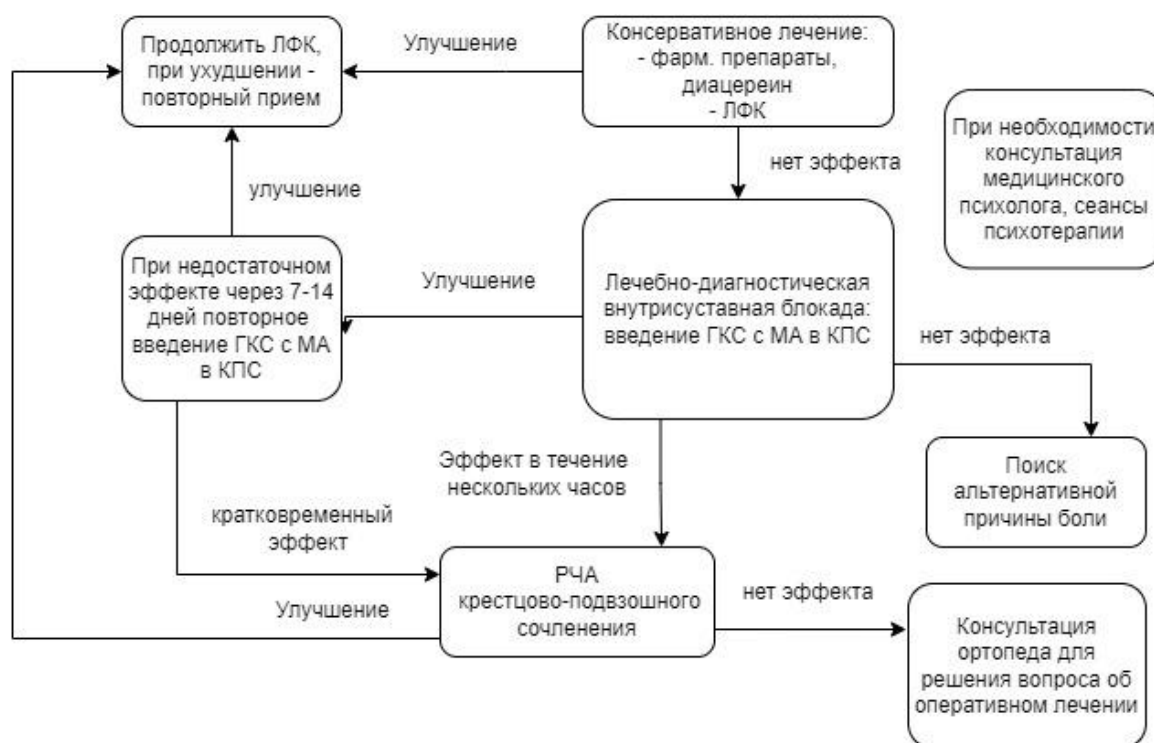 Продолжить ЛФК,
при ухудшении -
повторный прием
Улучшение
Консервативное лечение:
- фарм. препараты,
диацереин
- ЛФК
При необходимости
консультация
медицинского
психолога, сеансы
психотерапии
нет эффекта
улучшение
При недостаточном
эффекте через 7-14
дней повторное
введение ГКС с МА
в КПС
Улучшение
Лечебно-диагностическая
внутрисуставная блокада:
введение ГКС с МА в КПС
нет эффекта
Эффект в течение
нескольких часов
Поиск
альтернативной
причины боли
кратковременный
эффект
РЧА
крестцово-подвзошного
сочленения
Улучшение
нет эффекта
Консультация
ортопеда для
решения вопроса об
оперативном лечении